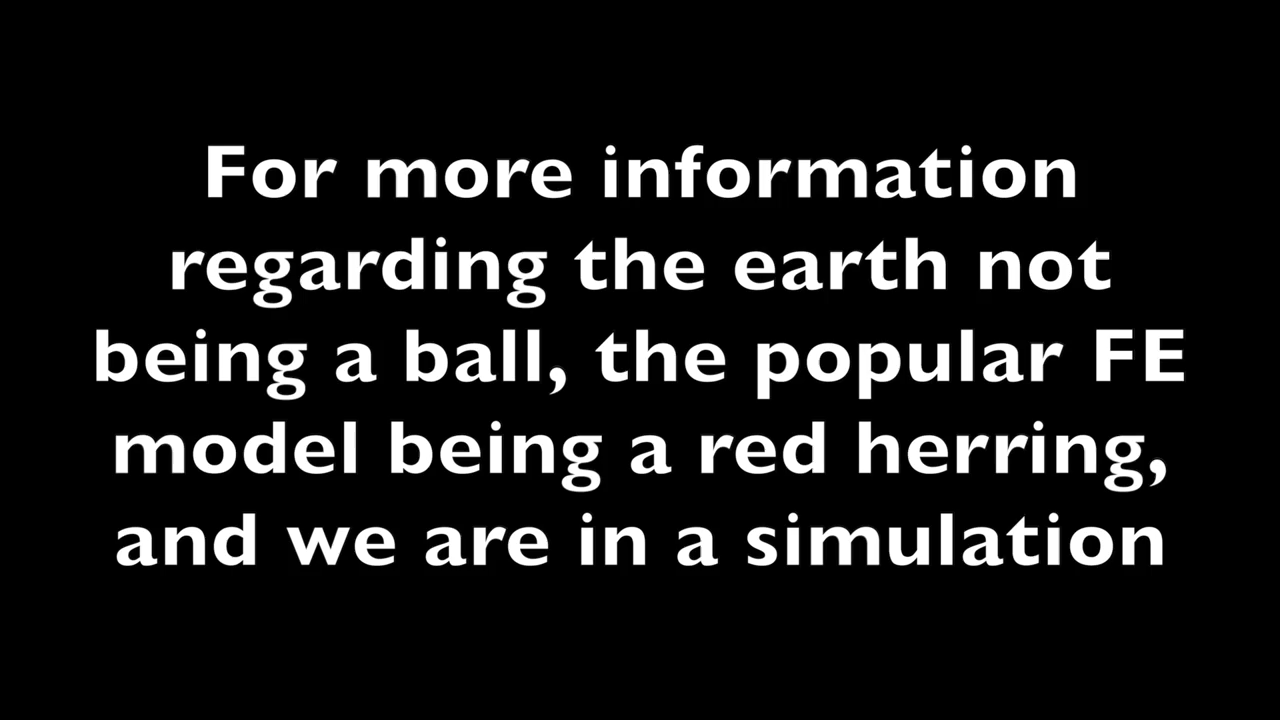 For more information
regarding the earth not
being a ball, the popular FE
model being a red herring,
and we are in a simulation